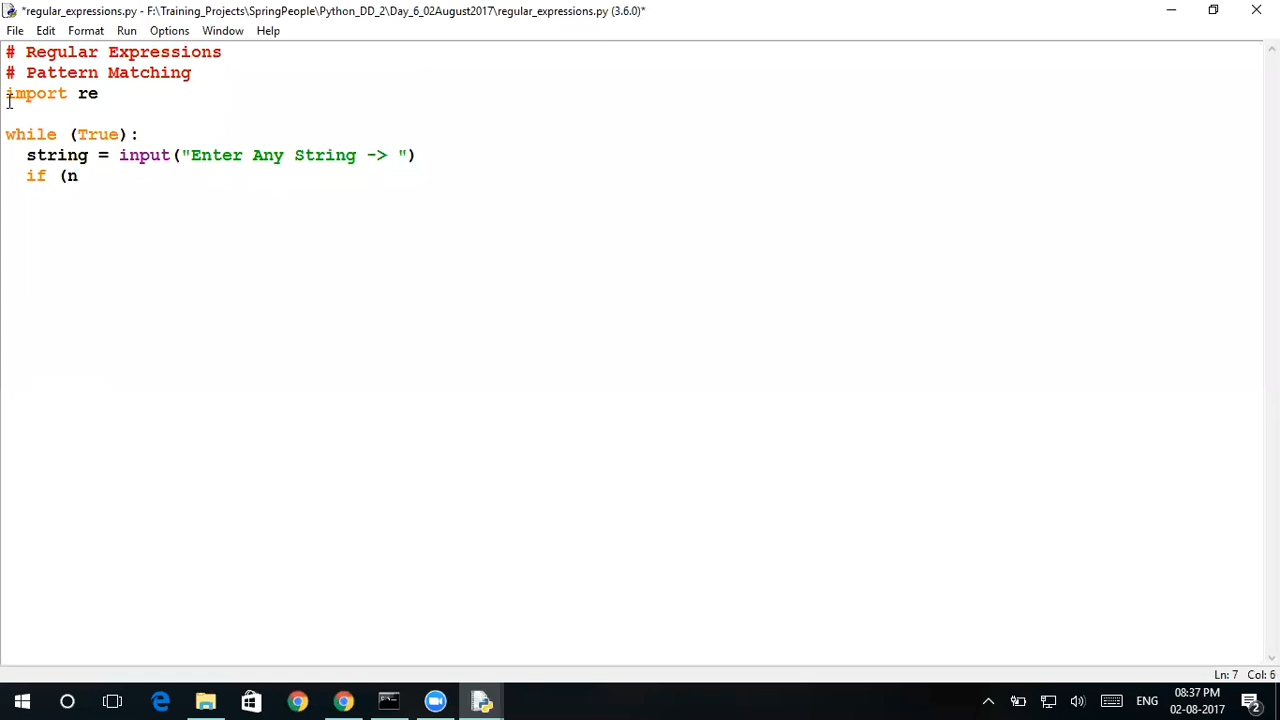 *regular_expressions.py - F:\Training_Projects\SpringPeople\Python_DD_2\Day_6_02August2017\regular_expressions.py (3.6.0)*
File Edit Format Run Options Window Help
# Regular Expressions
# Pattern Matching
import re
while (True):
string = input("Enter Any String -> ")
if (n
Ln: 7 Col: 6
ENG
08:37 PM
02-08-2017
2